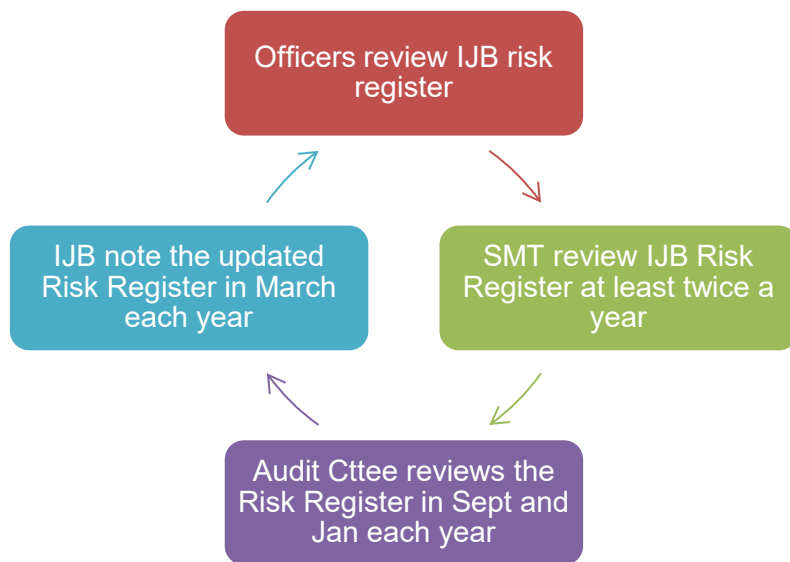 Officers review IJB risk
register
SMT review IJB Risk
Register at least twice a
year
Audit Cttee reviews the
Risk Register in Sept and
Jan each year
IJB note the updated
Risk Register in March
each year